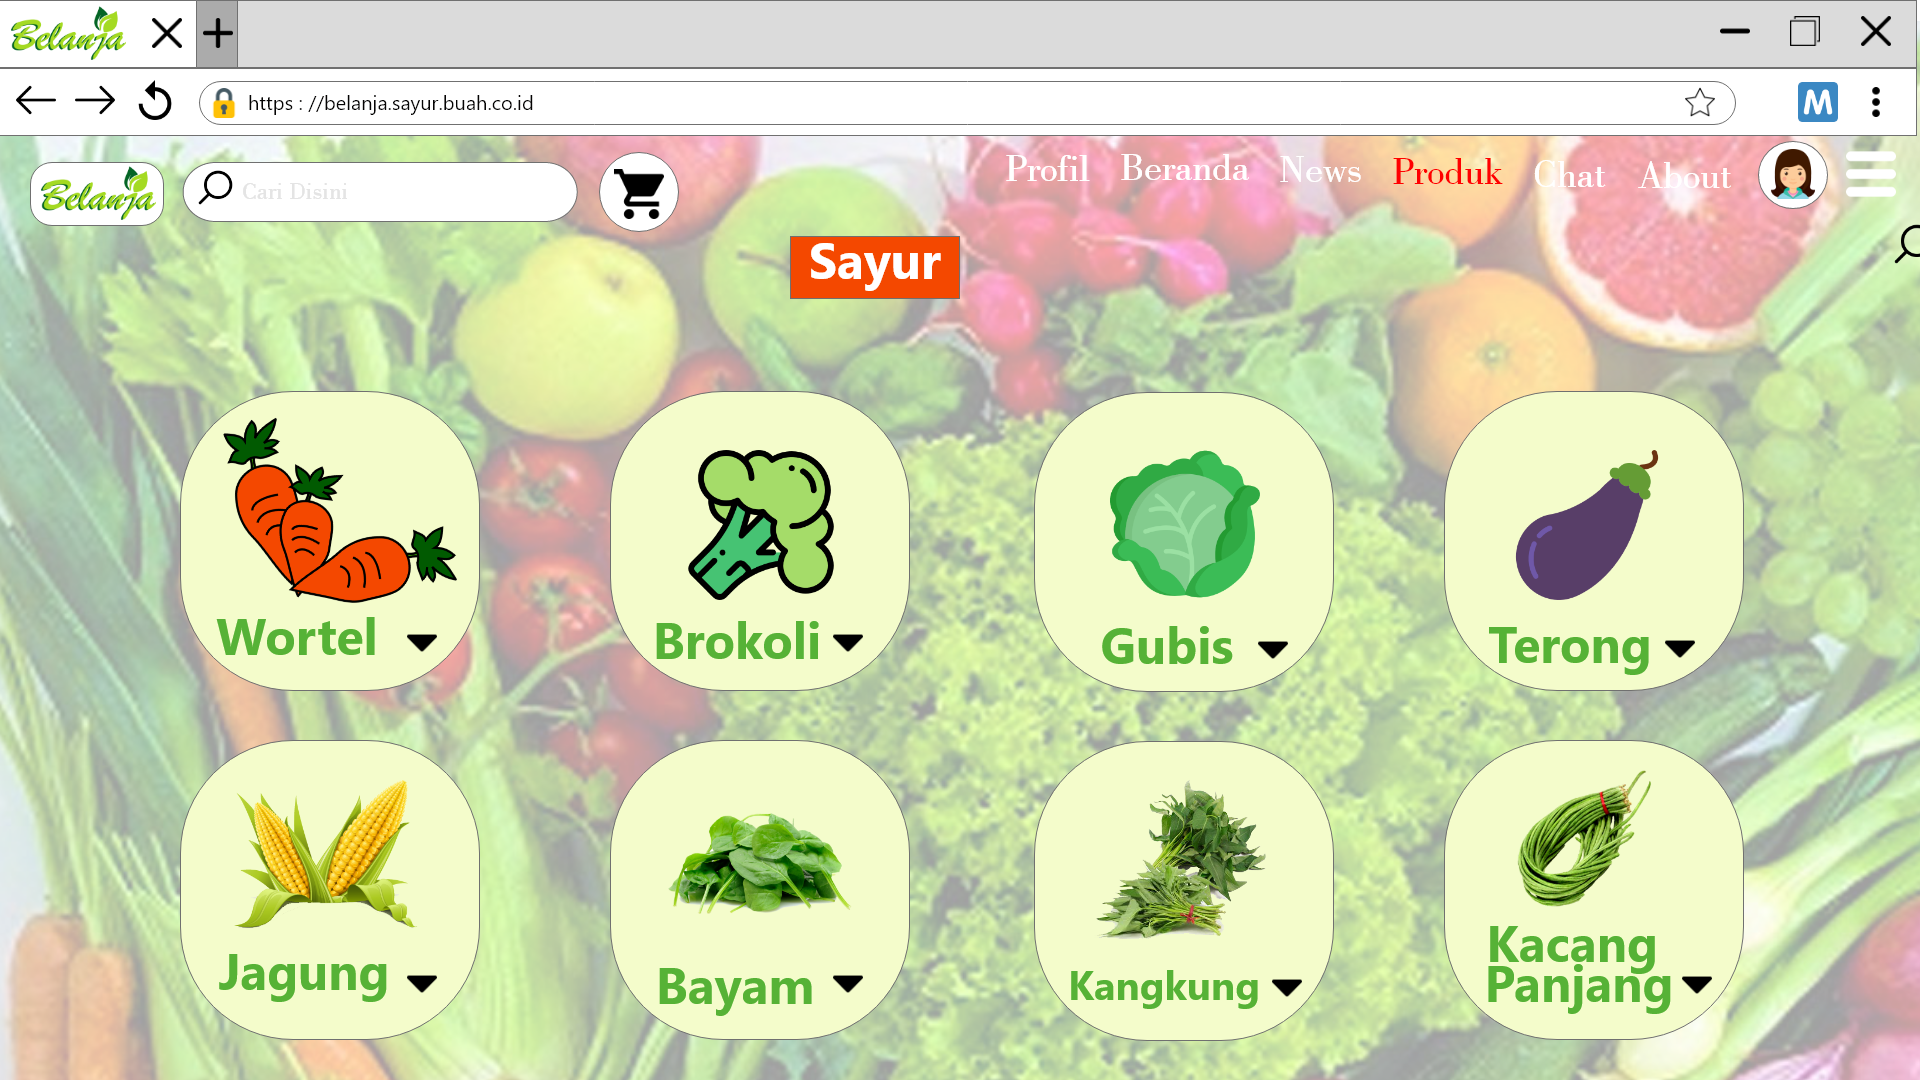 Belanja
https : //belanja.sayur.buah.co.id
M
Belanja
Cari Disini
Profil
Beranda
News
Produk
Chat
About
Sayur
Wortel
Brokoli
Gubis
Terong
Jagung
Bayam
Kangkung
Kacang
Panjang